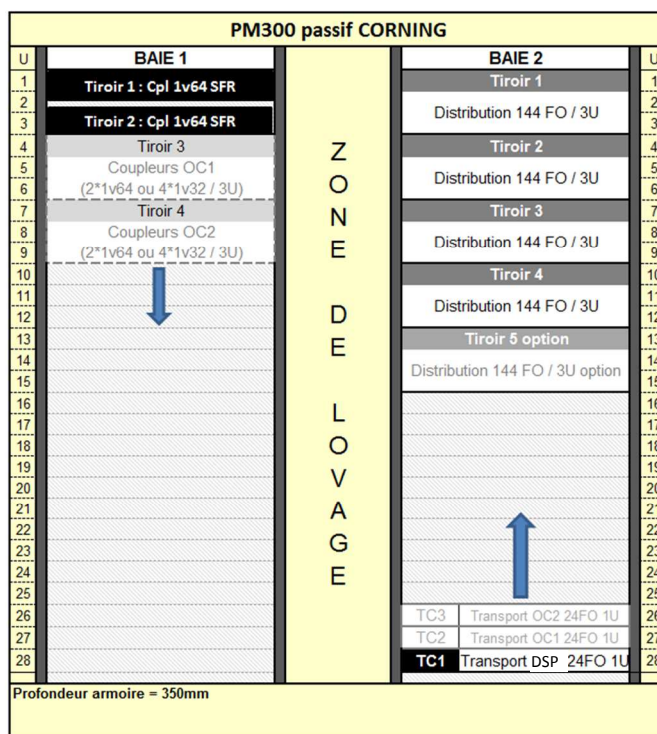 PM300 passif CORNING
U BAIE 1 BAIE 2 U
1 Tiroir 1 : Cpl 1v64 SFR Tiroir 1 1
2 Distribution 144 FO / 3U 2
3 Tiroir 2 : Cpl 1v64 SFR 3
4 Tiroir 3 Tiroir 2 4
5 Coupleurs OC1 Distribution 144 FO / 3U 5
6 (2*1v64 ou 4*1v32 / 3U) 6
7 Tiroir 4 Tiroir 3 7
8 Coupleurs OC2 Distribution 144 FO / 3U 8
9 (2*1v64 ou 4*1v32 / 3U) 9
10 Tiroir 4 10
11 Distribution 144 FO / 3U 11
12 12
13 Tiroir 5 option 13
14 Distribution 144 FO / 3U option 14
15 15
16 16
17 17
18 18
19 19
20 20
21 21
22 22
23 23
24 24
25 25
26 TC3 Transport OC2 24FO 1U 26
27 TC2 Transport OC1 24FO 1U 27
28 TC1 Transport DSP 24FO 1U 28
ZONE DE LOVAGE
Profondeur armoire = 350mm